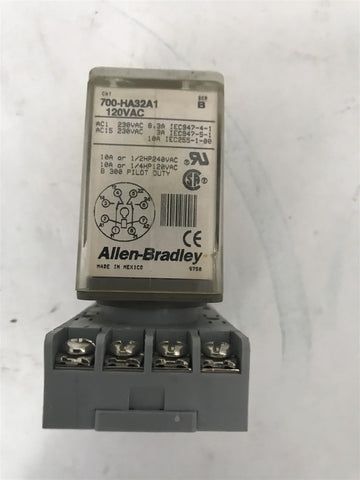 CAT SER
700-HA32A1 B
120VAC
AC1 230VAC 8.3A IEC947-4-1
AC15 230VAC 3A IEC947-5-1
10A IEC255-1-00
10A or 1/2HP240VAC
10A or 1/4HP120VAC
B 300 PILOT DUTY
CE
Allen-Bradley
MADE IN MEXICO 9750